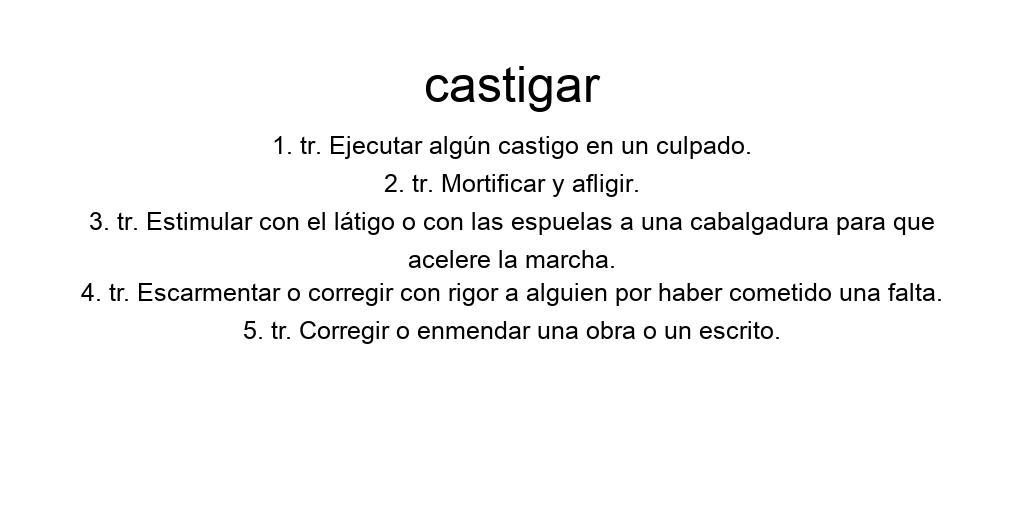 castigar
1. tr. Ejecutar algún castigo en un culpado.
2. tr. Mortificar y afligir.
3. tr. Estimular con el látigo o con las espuelas a una cabalgadura para que
acelere la marcha.
4. tr. Escarmentar o corregir con rigor a alguien por haber cometido una falta.
5. tr. Corregir o enmendar una obra o un escrito.